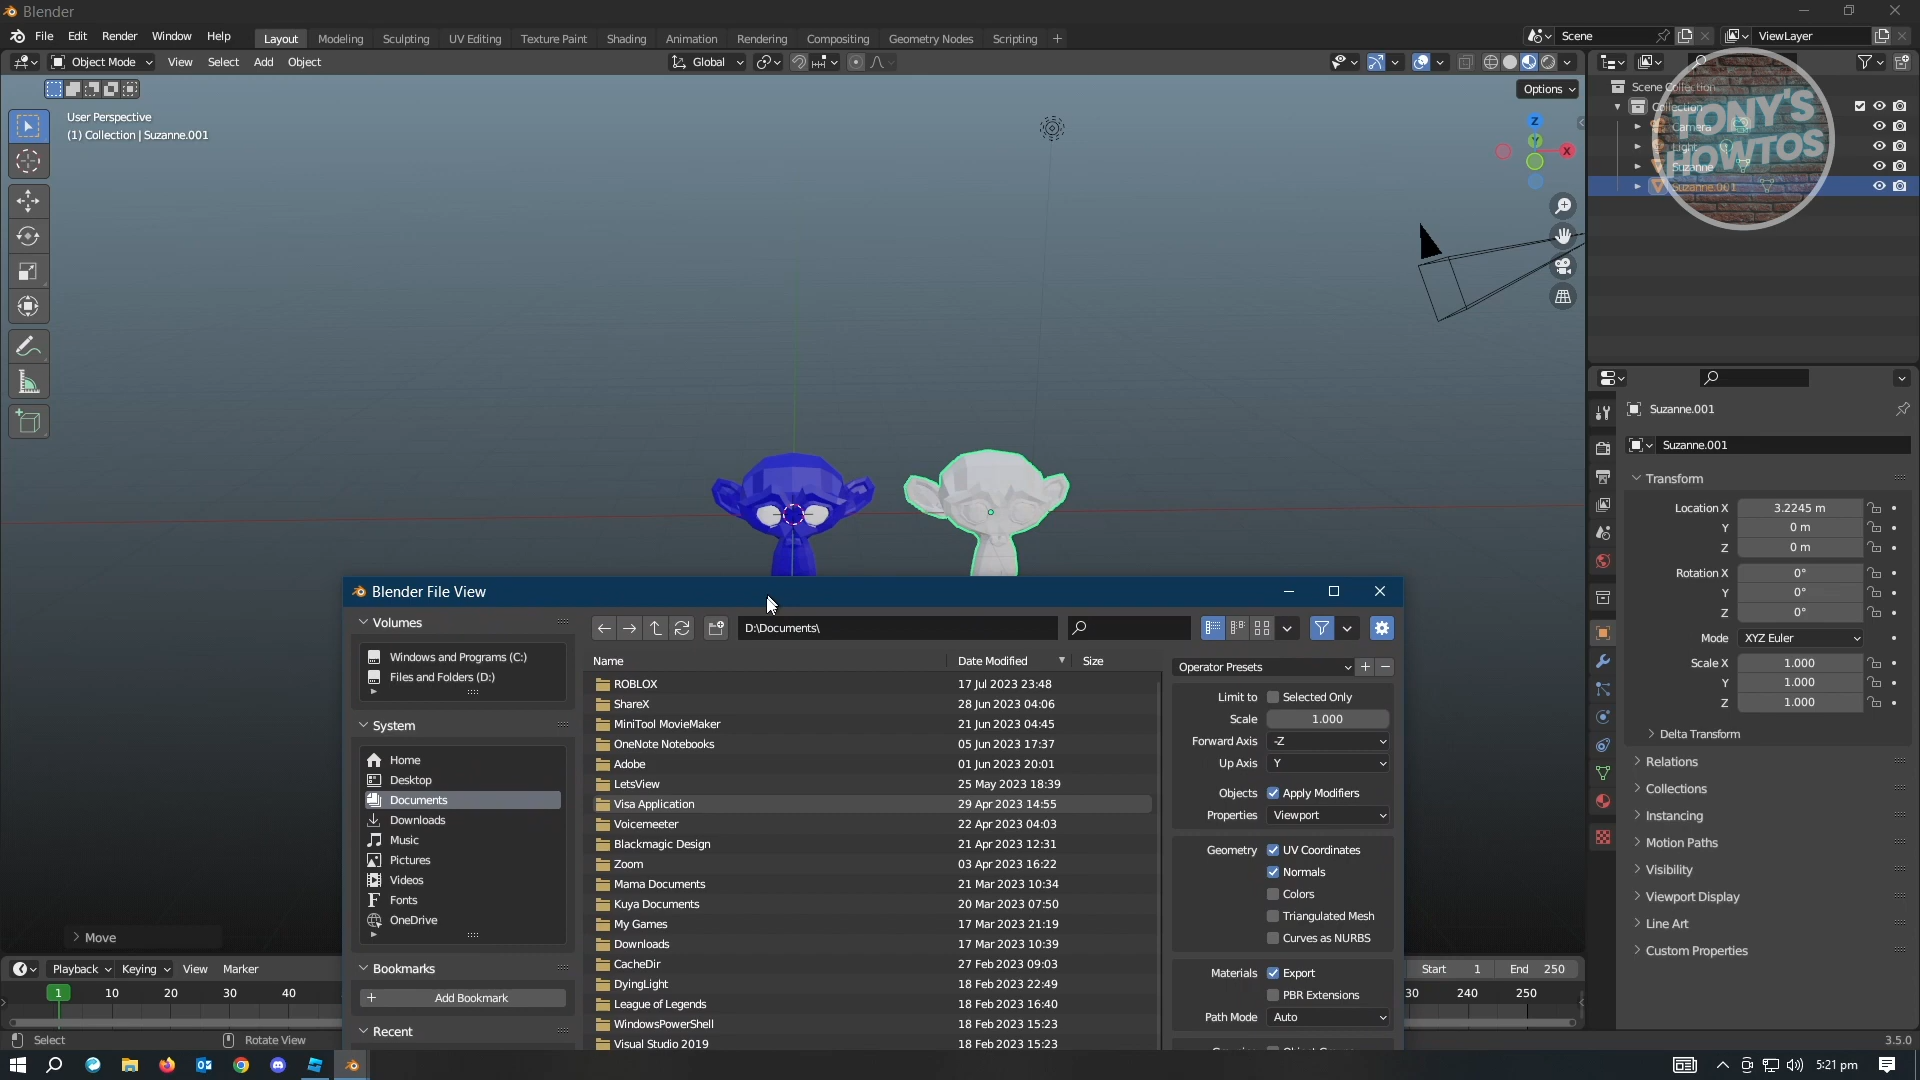 Blender
File Edit Render Window Help Layout Modeling Sculpting UV Editing Texture Paint Shading Animation Rendering Compositing Geometry Nodes Scripting + Scene ViewLayer
Object Mode View Select Add Object Global
Options
User Perspective
(1) Collection | Suzanne.001
Z
Y
X
Scene Collection
Collection
Camera
Light
Suzanne
Suzanne.001
TONY'S
HOWTOS
Suzanne.001
Suzanne.001
Transform
Location X 3.2245 m
Y 0 m
Z 0 m
Rotation X 0°
Y 0°
Z 0°
Mode XYZ Euler
Scale X 1.000
Y 1.000
Z 1.000
Delta Transform
Relations
Collections
Instancing
Motion Paths
Visibility
Viewport Display
Line Art
Custom Properties
Blender File View
Volumes
Windows and Programs (C:)
Files and Folders (D:)
System
Home
Desktop
Documents
Downloads
Music
Pictures
Videos
Fonts
OneDrive
Bookmarks
+ Add Bookmark
Recent
D:\Documents\
Name Date Modified Size
ROBLOX 17 Jul 2023 23:48
ShareX 28 Jun 2023 04:06
MiniTool MovieMaker 21 Jun 2023 04:45
OneNote Notebooks 05 Jun 2023 17:37
Adobe 01 Jun 2023 20:01
LetsView 25 May 2023 18:39
Visa Application 29 Apr 2023 14:55
Voicemeeter 22 Apr 2023 04:03
Blackmagic Design 21 Apr 2023 12:31
Zoom 03 Apr 2023 16:22
Mama Documents 21 Mar 2023 10:34
Kuya Documents 20 Mar 2023 07:50
My Games 17 Mar 2023 21:19
Downloads 17 Mar 2023 10:39
CacheDir 27 Feb 2023 09:03
DyingLight 18 Feb 2023 22:49
League of Legends 18 Feb 2023 16:40
WindowsPowerShell 18 Feb 2023 15:23
Visual Studio 2019 18 Feb 2023 15:23
Operator Presets + −
Limit to Selected Only
Scale 1.000
Forward Axis -Z
Up Axis Y
Objects Apply Modifiers
Properties Viewport
Geometry UV Coordinates
Normals
Colors
Triangulated Mesh
Curves as NURBS
Materials Export
PBR Extensions
Path Mode Auto
Move
Playback Keying View Marker
Start 1 End 250
1 10 20 30 40
30 240 250
Select Rotate View
3.5.0
5:21 pm